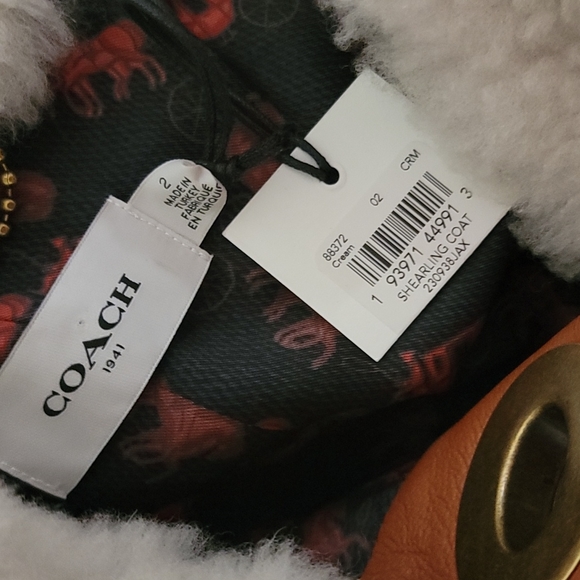 COACH
1941
2
MADE IN
TURKEY
FABRIQUÉ
EN TURQUIE
88372 02 CRM
Cream
1 93971 44991 3
SHEARLING COAT
230938JAX